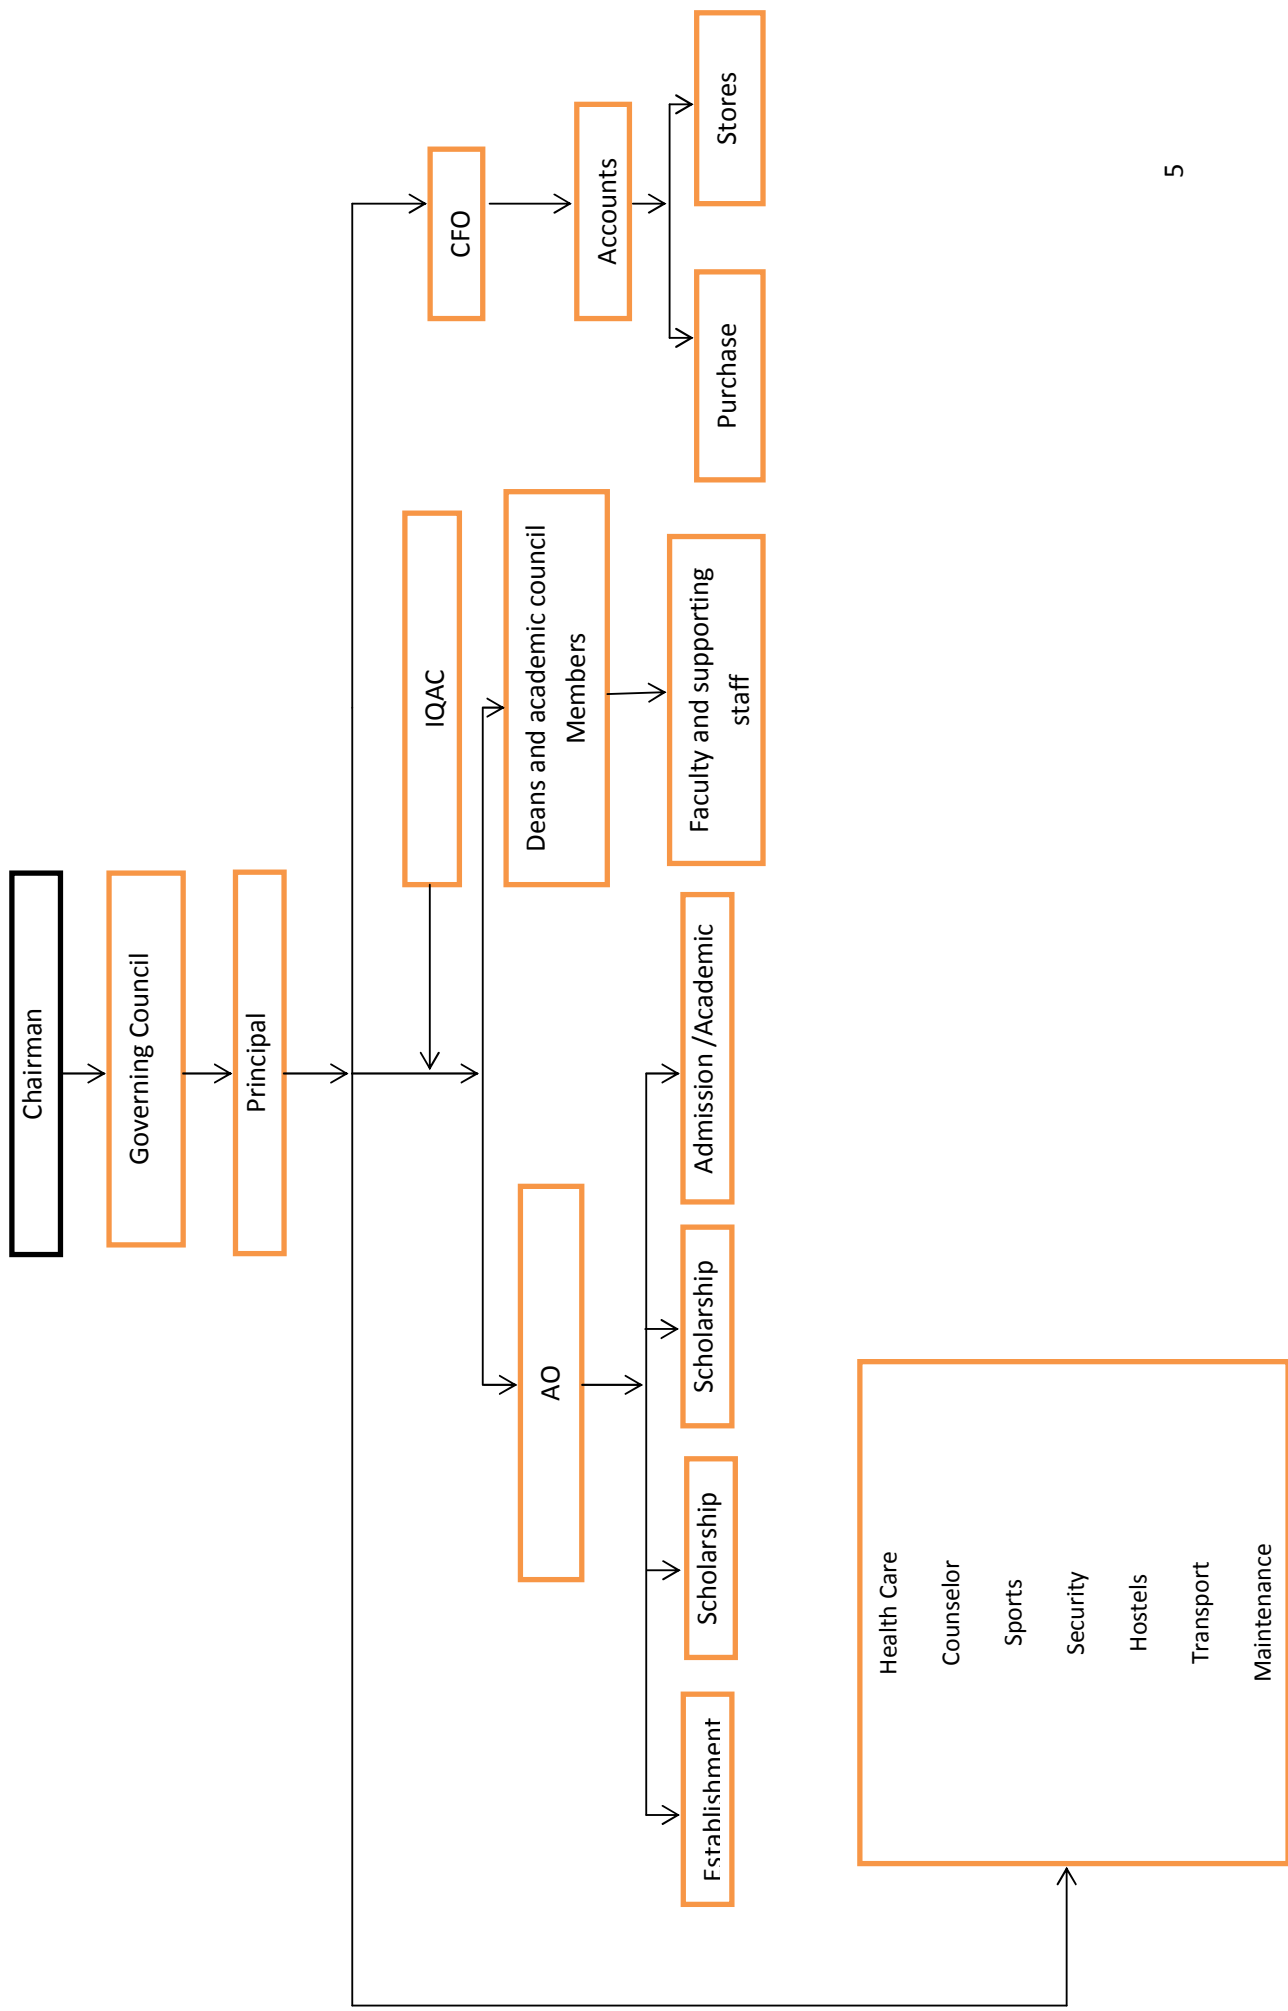 Chairman
Governing Council
Principal
IQAC
CFO
AO
Deans and academic council
Members
Accounts
Establishment
Scholarship
Scholarship
Admission /Academic
Faculty and supporting
staff
Purchase
Stores
Health Care
Counselor
Sports
Security
Hostels
Transport
Maintenance
5